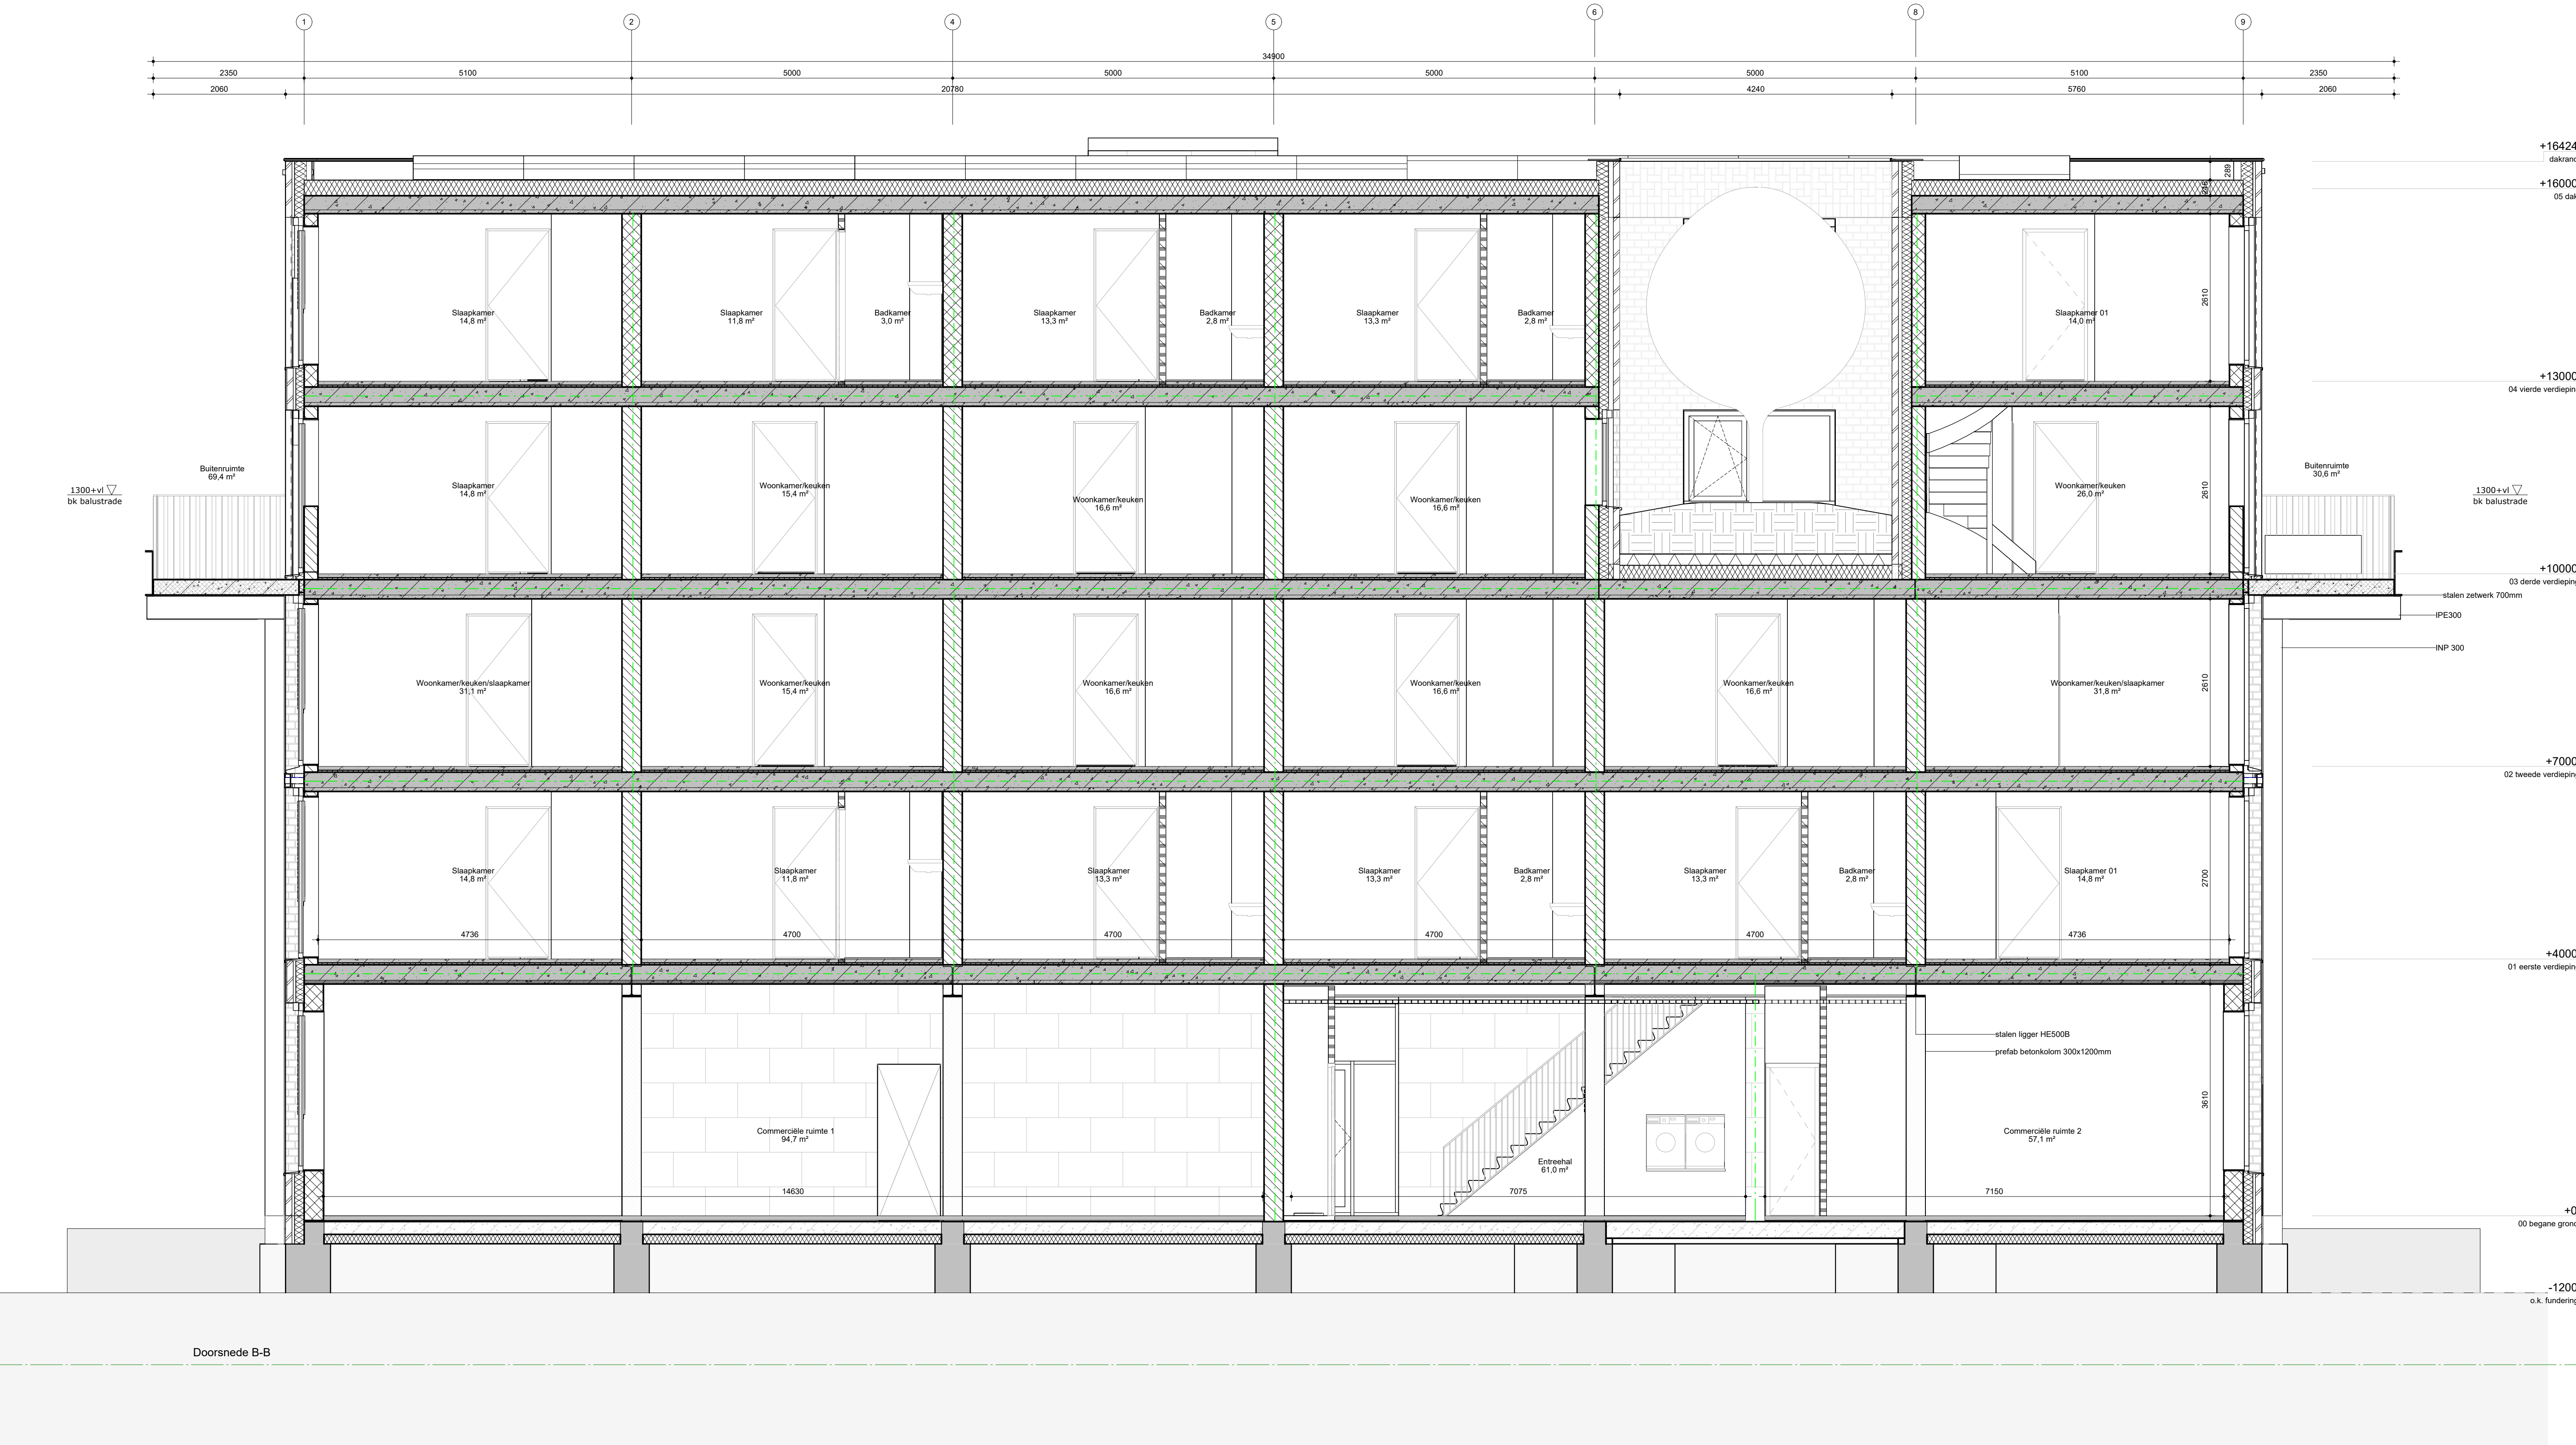 1 2 4 5 6 8 9
34900
2350 5100 5000 5000 5000 5000 5100 2350
2060 20780 4240 5760 2060
+16424
dakrand
289
+16000
05 dak
246
Slaapkamer
14,8 m²
Slaapkamer
11,8 m²
Badkamer
3,0 m²
Slaapkamer
13,3 m²
Badkamer
2,8 m²
Slaapkamer
13,3 m²
Badkamer
2,8 m²
Slaapkamer 01
14,0 m²
2610
+13000
04 vierde verdieping
Buitenruimte
69,4 m²
1300+vl
bk balustrade
Slaapkamer
14,8 m²
Woonkamer/keuken
15,4 m²
Woonkamer/keuken
16,6 m²
Woonkamer/keuken
16,6 m²
Woonkamer/keuken
26,0 m²
2610
Buitenruimte
30,6 m²
1300+vl
bk balustrade
+10000
03 derde verdieping
stalen zetwerk 700mm
IPE300
INP 300
Woonkamer/keuken/slaapkamer
31,1 m²
Woonkamer/keuken
15,4 m²
Woonkamer/keuken
16,6 m²
Woonkamer/keuken
16,6 m²
Woonkamer/keuken
16,6 m²
Woonkamer/keuken/slaapkamer
31,8 m²
2610
+7000
02 tweede verdieping
Slaapkamer
14,8 m²
Slaapkamer
11,8 m²
Slaapkamer
13,3 m²
Slaapkamer
13,3 m²
Badkamer
2,8 m²
Slaapkamer
13,3 m²
Badkamer
2,8 m²
Slaapkamer 01
14,8 m²
2700
4736 4700 4700 4700 4700 4736
+4000
01 eerste verdieping
stalen ligger HE500B
prefab betonkolom 300x1200mm
Commerciële ruimte 1
94,7 m²
Entreehal
61,0 m²
Commerciële ruimte 2
57,1 m²
3610
14630 7075 7150
+0
00 begane grond
-1200
o.k. fundering
Doorsnede B-B